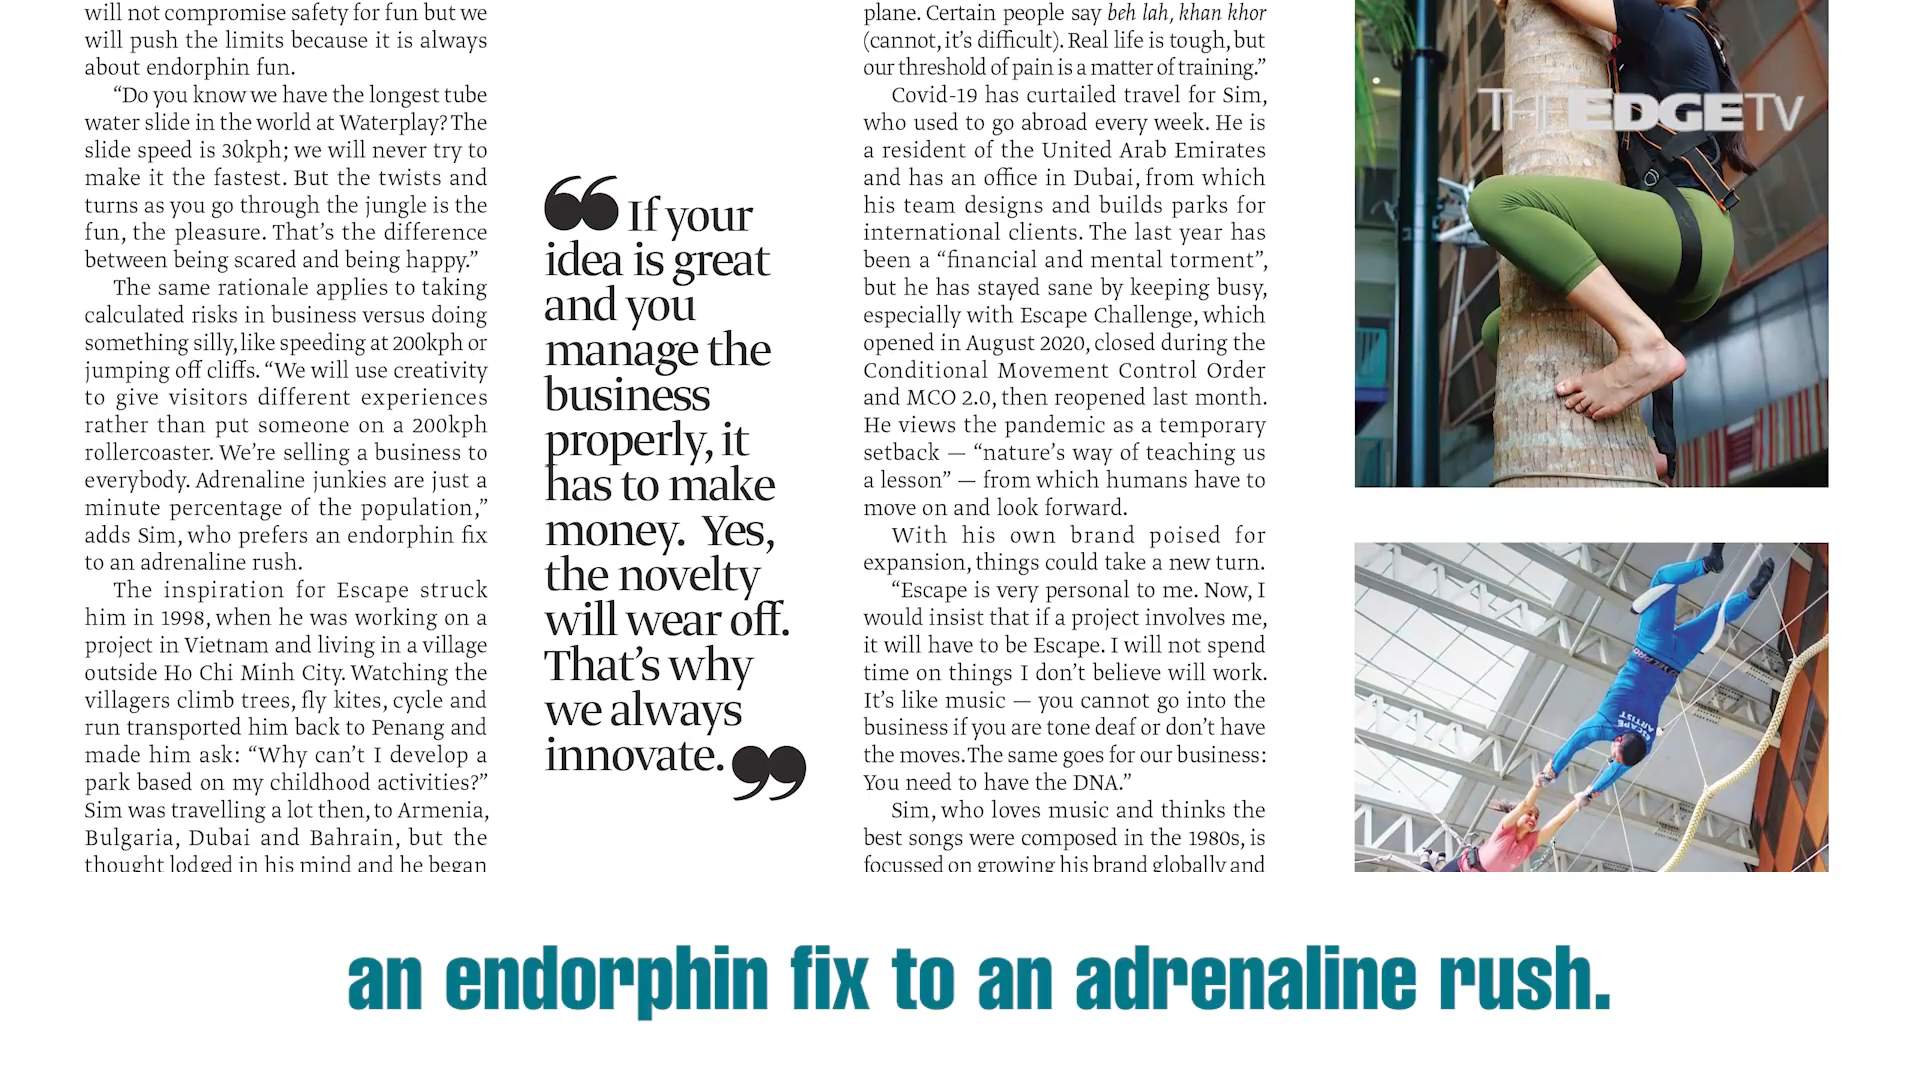 will not compromise safety for fun but we
will push the limits because it is always
about endorphin fun.
“Do you know we have the longest tube
water slide in the world at Waterplay? The
slide speed is 30kph; we will never try to
make it the fastest. But the twists and
turns as you go through the jungle is the
fun, the pleasure. That’s the difference
between being scared and being happy.”
The same rationale applies to taking
calculated risks in business versus doing
something silly, like speeding at 200kph or
jumping off cliffs. “We will use creativity
to give visitors different experiences
rather than put someone on a 200kph
rollercoaster. We’re selling a business to
everybody. Adrenaline junkies are just a
minute percentage of the population,”
adds Sim, who prefers an endorphin fix
to an adrenaline rush.
The inspiration for Escape struck
him in 1998, when he was working on a
project in Vietnam and living in a village
outside Ho Chi Minh City. Watching the
villagers climb trees, fly kites, cycle and
run transported him back to Penang and
made him ask: “Why can’t I develop a
park based on my childhood activities?”
Sim was travelling a lot then, to Armenia,
Bulgaria, Dubai and Bahrain, but the
thought lodged in his mind and he began
“If your
idea is great
and you
manage the
business
properly, it
has to make
money. Yes,
the novelty
will wear off.
That’s why
we always
innovate.”
plane. Certain people say beh lah, khan khor
(cannot, it’s difficult). Real life is tough, but
our threshold of pain is a matter of training.”
Covid-19 has curtailed travel for Sim,
who used to go abroad every week. He is
a resident of the United Arab Emirates
and has an office in Dubai, from which
his team designs and builds parks for
international clients. The last year has
been a “financial and mental torment”,
but he has stayed sane by keeping busy,
especially with Escape Challenge, which
opened in August 2020, closed during the
Conditional Movement Control Order
and MCO 2.0, then reopened last month.
He views the pandemic as a temporary
setback — “nature’s way of teaching us
a lesson” — from which humans have to
move on and look forward.
With his own brand poised for
expansion, things could take a new turn.
“Escape is very personal to me. Now, I
would insist that if a project involves me,
it will have to be Escape. I will not spend
time on things I don’t believe will work.
It’s like music — you cannot go into the
business if you are tone deaf or don’t have
the moves. The same goes for our business:
You need to have the DNA.”
Sim, who loves music and thinks the
best songs were composed in the 1980s, is
focussed on growing his brand globally and
THE EDGE TV
ESCAPE
ARTIST
an endorphin fix to an adrenaline rush.